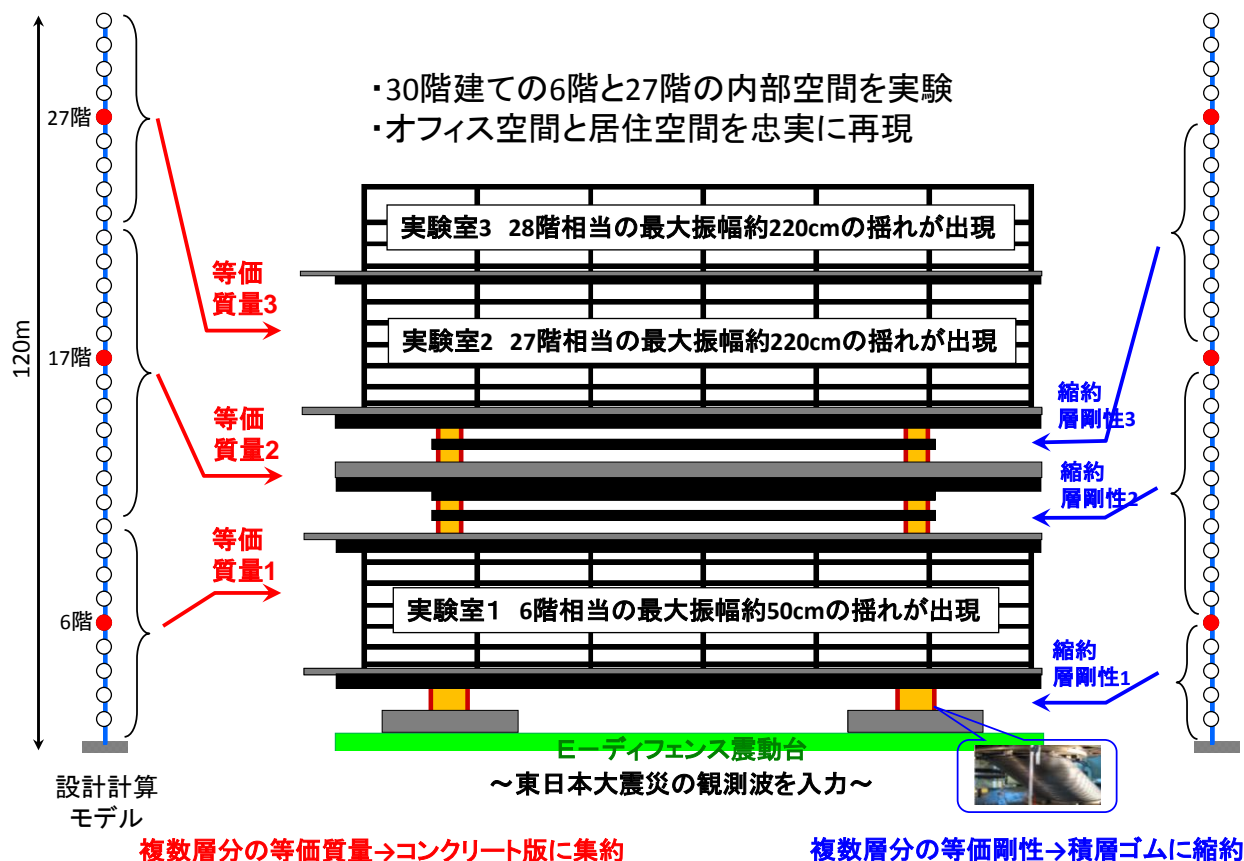 ・30階建ての6階と27階の内部空間を実験
・オフィス空間と居住空間を忠実に再現
120m
27階
17階
6階
設計計算
モデル
等価
質量3
等価
質量2
等価
質量1
実験室3 28階相当の最大振幅約220cmの揺れが出現
実験室2 27階相当の最大振幅約220cmの揺れが出現
実験室1 6階相当の最大振幅約50cmの揺れが出現
縮約
層剛性3
縮約
層剛性2
縮約
層剛性1
E－ディフェンス震動台
～東日本大震災の観測波を入力～
複数層分の等価質量→コンクリート版に集約
複数層分の等価剛性→積層ゴムに縮約